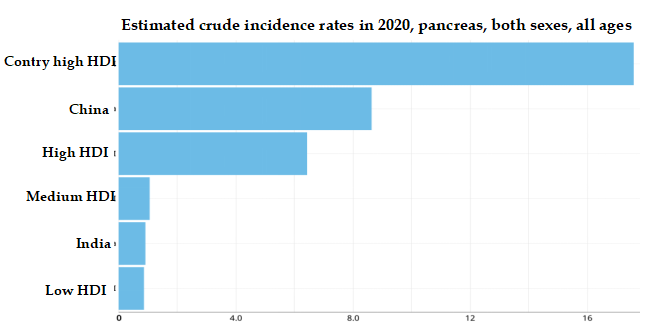 Estimated crude incidence rates in 2020, pancreas, both sexes, all ages
Contry high HDI
China
High HDI
Medium HDI
India
Low HDI
0 4.0 8.0 12 16